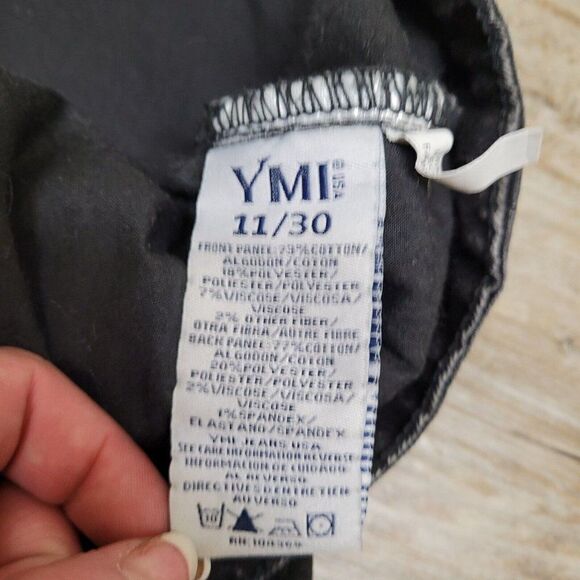 YMI
@ USA
11/30
FRONT PANEL:73%COTTON/
ALGODON/COTON
18%POLYESTER/
POLIESTER/POLYESTER
7%VISCOSE/VISCOSA/
VISCOSE
2% OTHER FIBER/
OTRA FIBRA/AUTRE FIBRE
BACK PANEL:77%COTTON/
ALGODON/COTON
20%POLYESTER/
POLIESTER/POLYESTER
2%VISCOSE/VISCOSA/
VISCOSE
1%SPANDEX/
ELASTANO/SPANDEX
YMI JEANS USA
SEE CARE INFORMATION REVERSE
INFORMACION DE CUIDADO
AL REVERSO
DIRECTIVES D'ENTRETIEN
AU VERSO